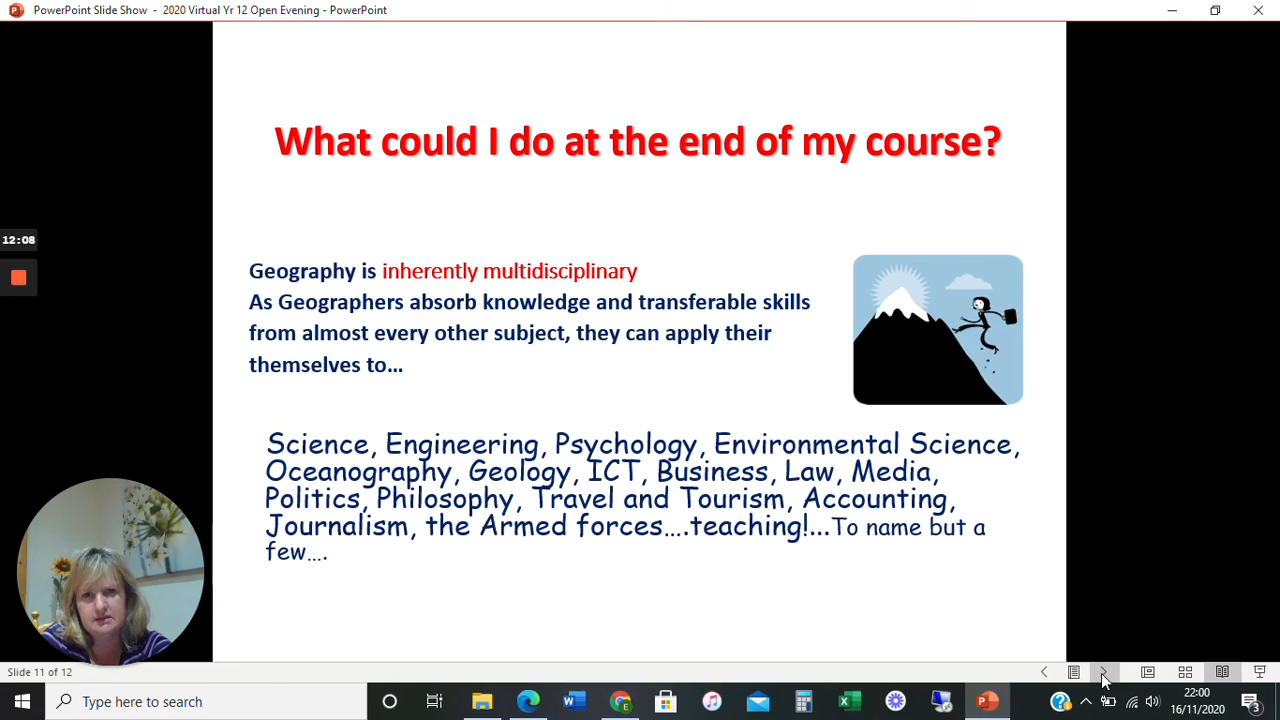 PowerPoint Slide Show - 2020 Virtual Yr 12 Open Evening - PowerPoint
What could I do at the end of my course?
12:08
Geography is inherently multidisciplinary
As Geographers absorb knowledge and transferable skills
from almost every other subject, they can apply their
themselves to…
Science, Engineering, Psychology, Environmental Science,
Oceanography, Geology, ICT, Business, Law, Media,
Politics, Philosophy, Travel and Tourism, Accounting,
Journalism, the Armed forces….teaching!...To name but a
few….
Slide 11 of 12
Type here to search
22:00
16/11/2020
3